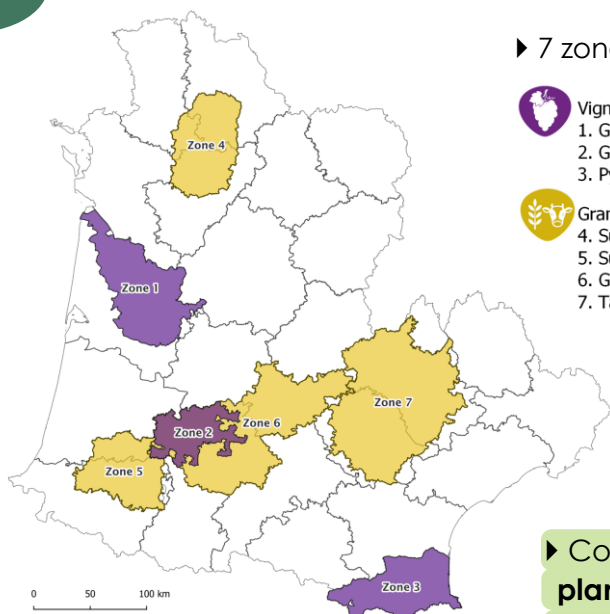 ▶ 7 zon
Vign
1. G
2. G
3. P
Gran
4. S
5. S
6. G
7. T
Zone 4
Zone 1
Zone 2
Zone 6
Zone 7
Zone 5
Zone 3
0 50 100 km
▶ Co
plan